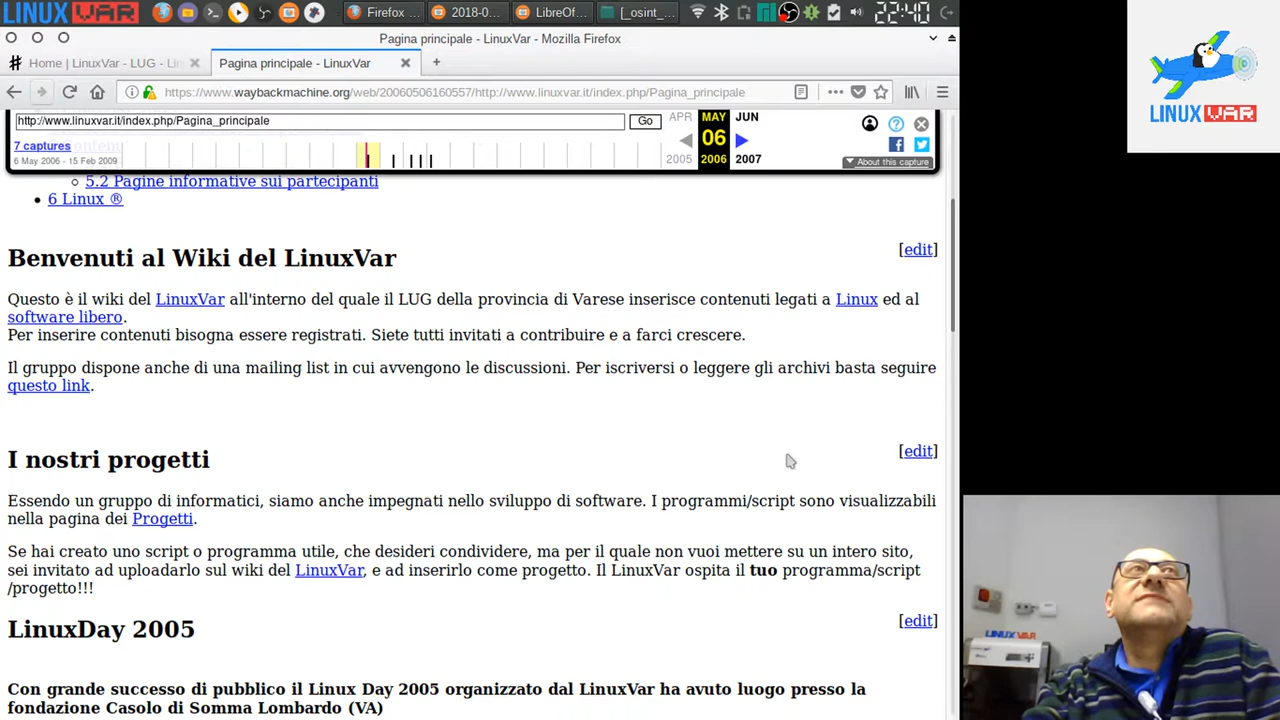 LINUX VAR
Firefox ...
2018-0...
LibreOf...
[_osint_...
22:40
Pagina principale - LinuxVar - Mozilla Firefox
Home | LinuxVar - LUG - Lin
Pagina principale - LinuxVar
https://www.waybackmachine.org/web/20060506160557/http://www.linuxvar.it/index.php/Pagina_principale
http://www.linuxvar.it/index.php/Pagina_principale
Go
APR
MAY
JUN
7 captures
06
6 May 2006 - 15 Feb 2009
2005
2006
2007
About this capture
5.2 Pagine informative sui partecipanti
6 Linux ®
Benvenuti al Wiki del LinuxVar
[edit]
Questo è il wiki del LinuxVar all'interno del quale il LUG della provincia di Varese inserisce contenuti legati a Linux ed al
software libero.
Per inserire contenuti bisogna essere registrati. Siete tutti invitati a contribuire e a farci crescere.
Il gruppo dispone anche di una mailing list in cui avvengono le discussioni. Per iscriversi o leggere gli archivi basta seguire
questo link.
I nostri progetti
[edit]
Essendo un gruppo di informatici, siamo anche impegnati nello sviluppo di software. I programmi/script sono visualizzabili
nella pagina dei Progetti.
Se hai creato uno script o programma utile, che desideri condividere, ma per il quale non vuoi mettere su un intero sito,
sei invitato ad uploadarlo sul wiki del LinuxVar, e ad inserirlo come progetto. Il LinuxVar ospita il tuo programma/script
/progetto!!!
LinuxDay 2005
[edit]
Con grande successo di pubblico il Linux Day 2005 organizzato dal LinuxVar ha avuto luogo presso la
fondazione Casolo di Somma Lombardo (VA)
LINUX VAR
LINUX VAR